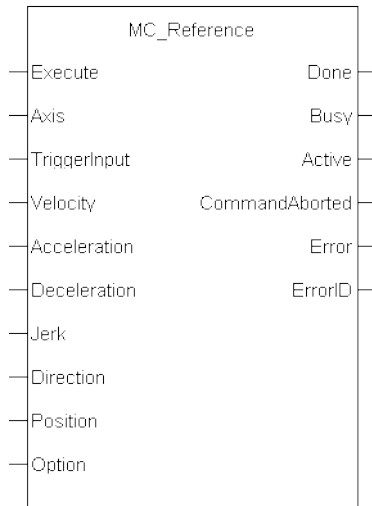 MC_Reference
Execute Done
Axis Busy
TriggerInput Active
Velocity CommandAborted
Acceleration Error
Deceleration ErrorID
Jerk
Direction
Position
Option